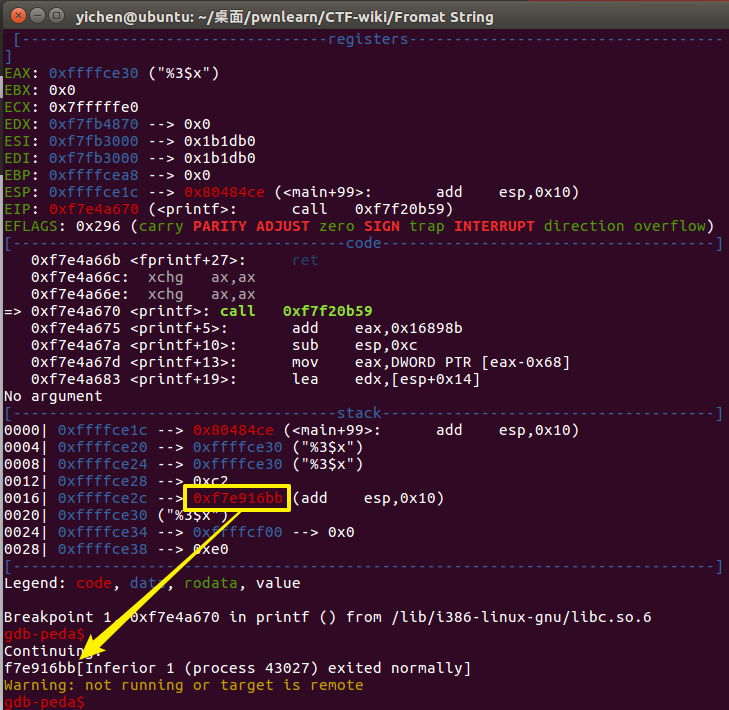 yichen@ubuntu: ~/桌面/pwnlearn/CTF-wiki/Fromat String
[----------------------------------registers-----------------------------------
]
EAX: 0xffffce30 ("%3$x")
EBX: 0x0
ECX: 0x7fffffe0
EDX: 0xf7fb4870 --> 0x0
ESI: 0xf7fb3000 --> 0x1b1db0
EDI: 0xf7fb3000 --> 0x1b1db0
EBP: 0xffffcea8 --> 0x0
ESP: 0xffffce1c --> 0x80484ce (<main+99>: add esp,0x10)
EIP: 0xf7e4a670 (<printf>: call 0xf7f20b59)
EFLAGS: 0x296 (carry PARITY ADJUST zero SIGN trap INTERRUPT direction overflow)
[-------------------------------------code-------------------------------------]
0xf7e4a66b <fprintf+27>: ret
0xf7e4a66c: xchg ax,ax
0xf7e4a66e: xchg ax,ax
=> 0xf7e4a670 <printf>: call 0xf7f20b59
0xf7e4a675 <printf+5>: add eax,0x16898b
0xf7e4a67a <printf+10>: sub esp,0xc
0xf7e4a67d <printf+13>: mov eax,DWORD PTR [eax-0x68]
0xf7e4a683 <printf+19>: lea edx,[esp+0x14]
No argument
[------------------------------------stack-------------------------------------]
0000| 0xffffce1c --> 0x80484ce (<main+99>: add esp,0x10)
0004| 0xffffce20 --> 0xffffce30 ("%3$x")
0008| 0xffffce24 --> 0xffffce30 ("%3$x")
0012| 0xffffce28 --> 0xc2
0016| 0xffffce2c --> 0xf7e916bb (add esp,0x10)
0020| 0xffffce30 ("%3$x")
0024| 0xffffce34 --> 0xffffcf00 --> 0x0
0028| 0xffffce38 --> 0xe0
[------------------------------------------------------------------------------]
Legend: code, data, rodata, value
Breakpoint 1, 0xf7e4a670 in printf () from /lib/i386-linux-gnu/libc.so.6
gdb-peda$
Continuing.
f7e916bb[Inferior 1 (process 43027) exited normally]
Warning: not running or target is remote
gdb-peda$